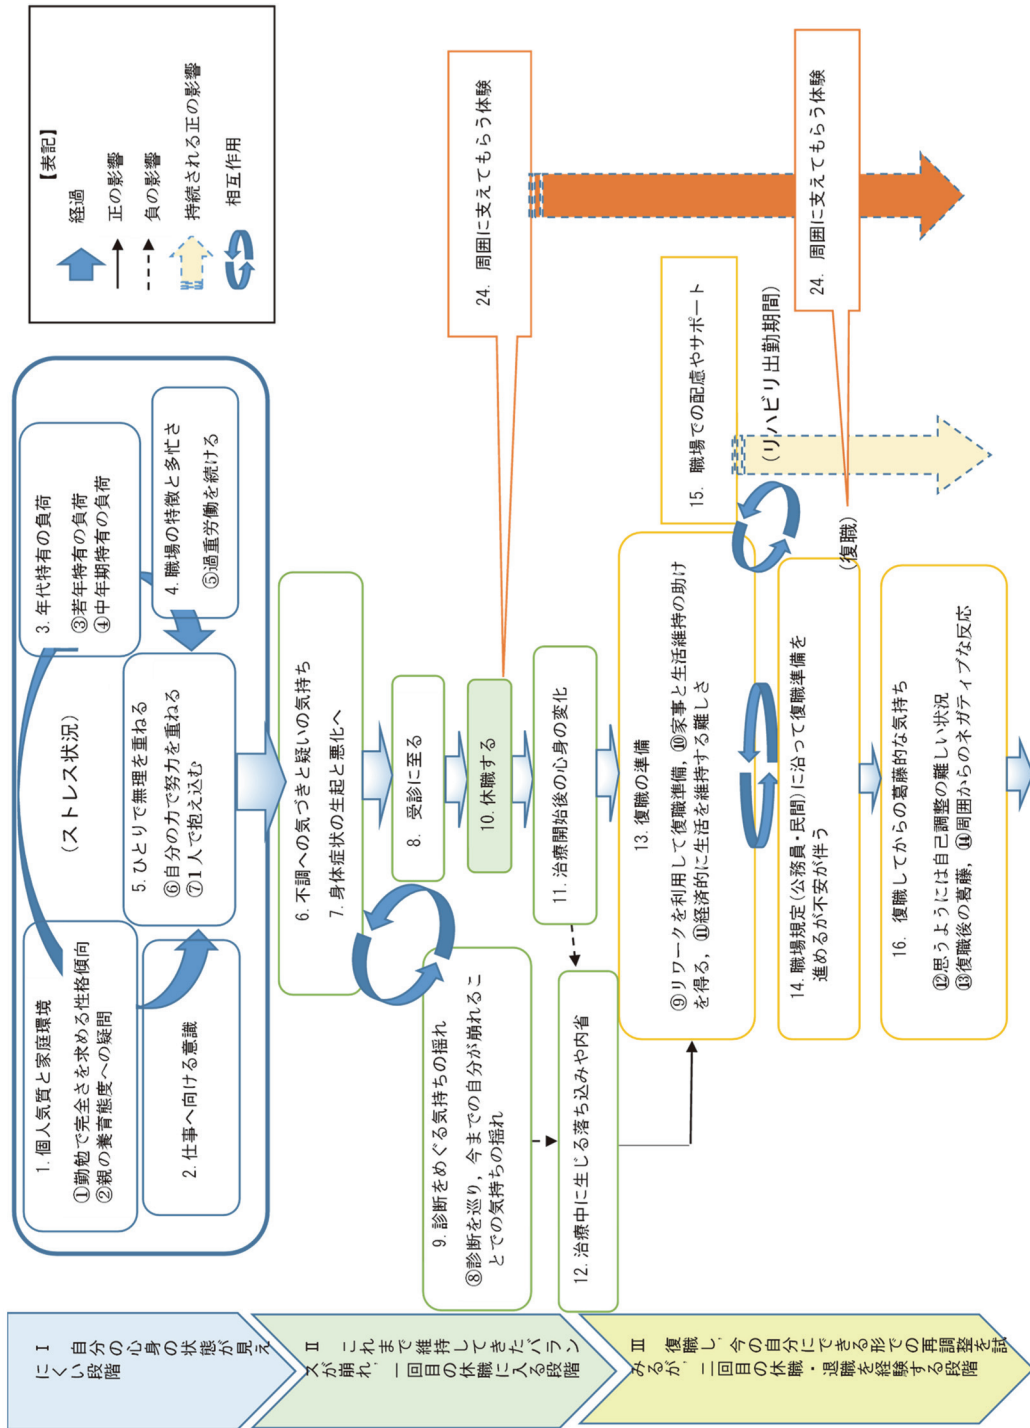 【表記】
経過
正の影響
負の影響
持続される正の影響
相互作用
Ⅰ 自分の心身の状態が見え
にくい段階
(ストレス状況)
1. 個人気質と家庭環境
①勤勉で完全さを求める性格傾向
②親の養育態度への疑問
2. 仕事へ向ける意識
3. 年代特有の負荷
③若年特有の負荷
④中年期特有の負荷
4. 職場の特徴と多忙さ
⑤過重労働を続ける
5. ひとりで無理を重ねる
⑥自分の力で努力を重ねる
⑦1人で抱え込む
Ⅱ これまで維持してきたバラン
スが崩れ,一回目の休職に入る段階
6. 不調への気づきと疑いの気持ち
7. 身体症状の生起と悪化へ
8. 受診に至る
9. 診断をめぐる気持ちの揺れ
⑧診断を巡り,今までの自分が崩れるこ
とでの気持ちの揺れ
10. 休職する
24. 周囲に支えてもらう体験
11. 治療開始後の心身の変化
12. 治療中に生じる落ち込みや内省
Ⅲ 復職し,今の自分にできる形での再調整を試
みるが,二回目の休職・退職を経験する段階
13. 復職の準備
⑨リワークを利用して復職準備,⑩家事と生活維持の助け
を得る,⑪経済的に生活を維持する難しさ
15. 職場での配慮やサポート
14. 職場規定(公務員・民間)に沿って復職準備を
進めるが不安が伴う
(リハビリ出勤期間)
(復職)
24. 周囲に支えてもらう体験
16. 復職してからの葛藤的な気持ち
⑫思うようには自己調整の難しい状況
⑬復職後の葛藤,⑭周囲からのネガティブな反応